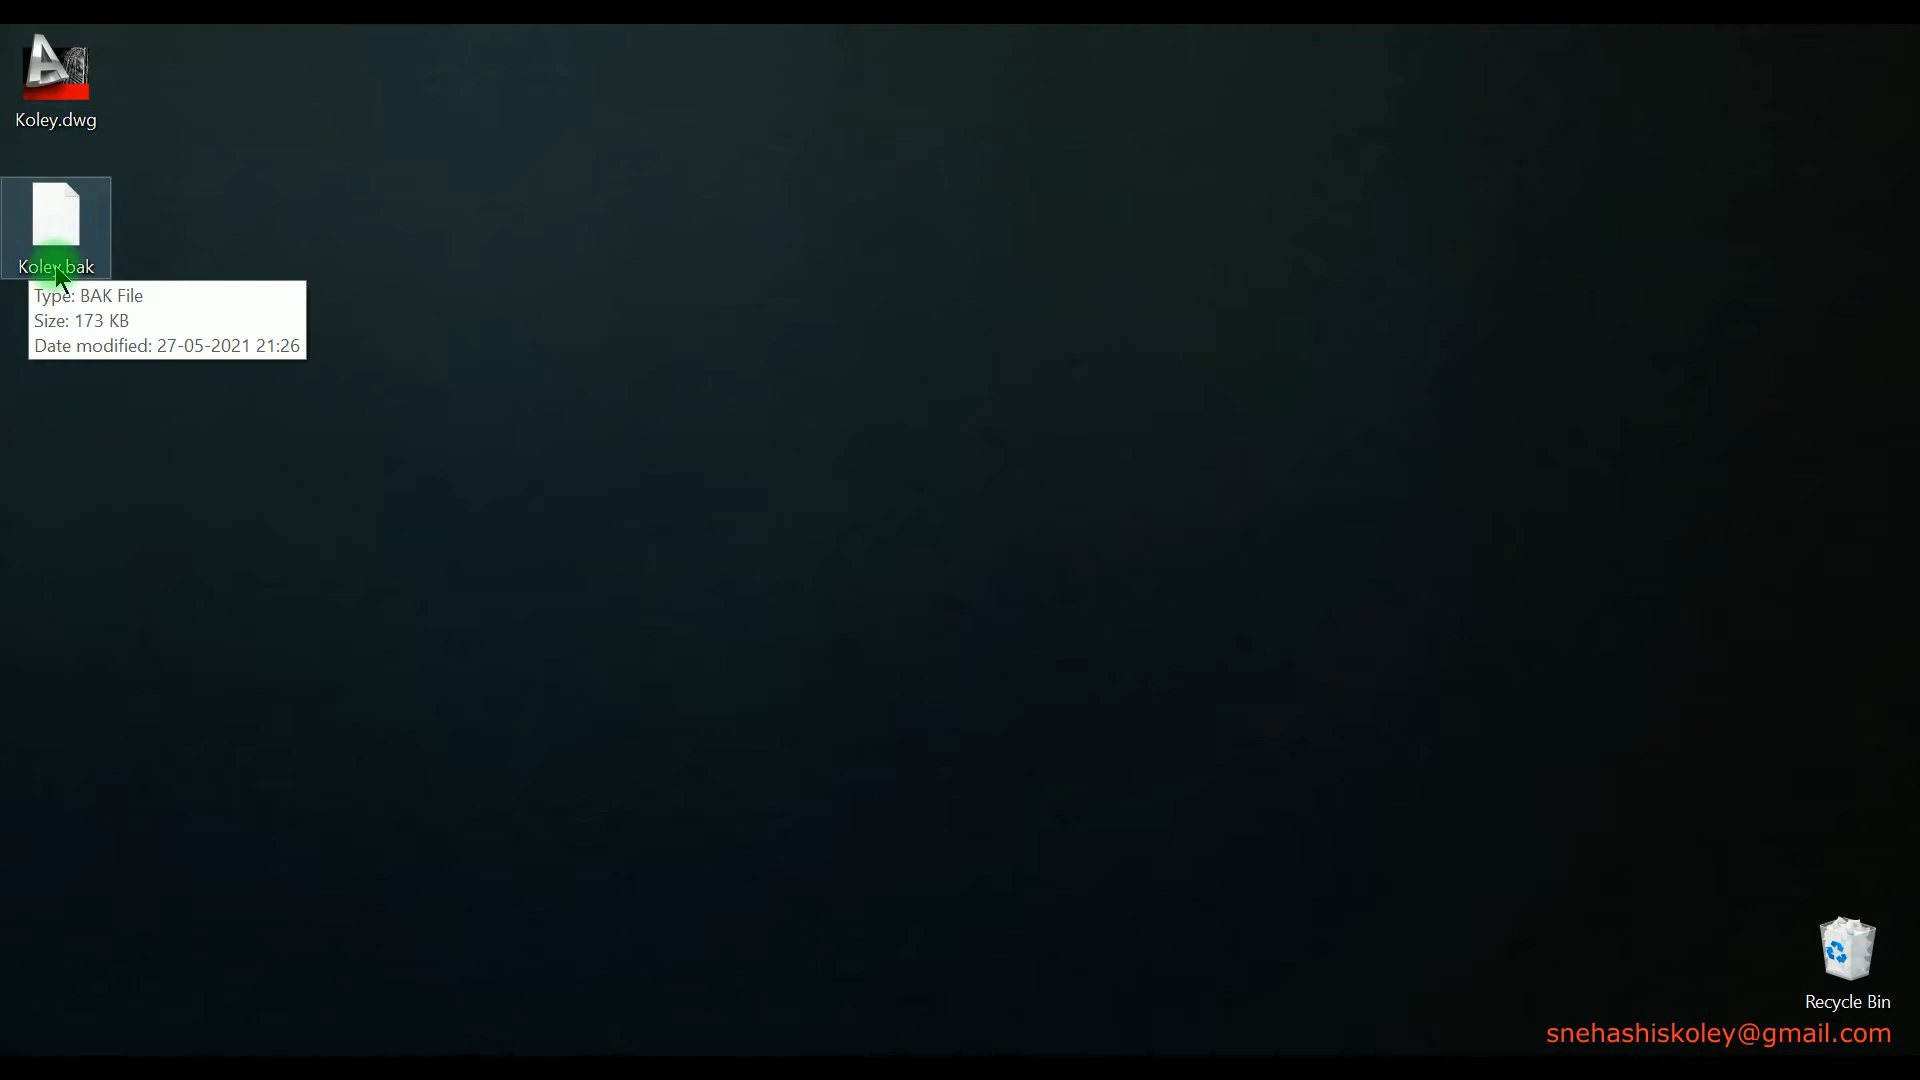 Koley.dwg
Koley.bak
Type: BAK File
Size: 173 KB
Date modified: 27-05-2021 21:26
Recycle Bin
snehashiskoley@gmail.com